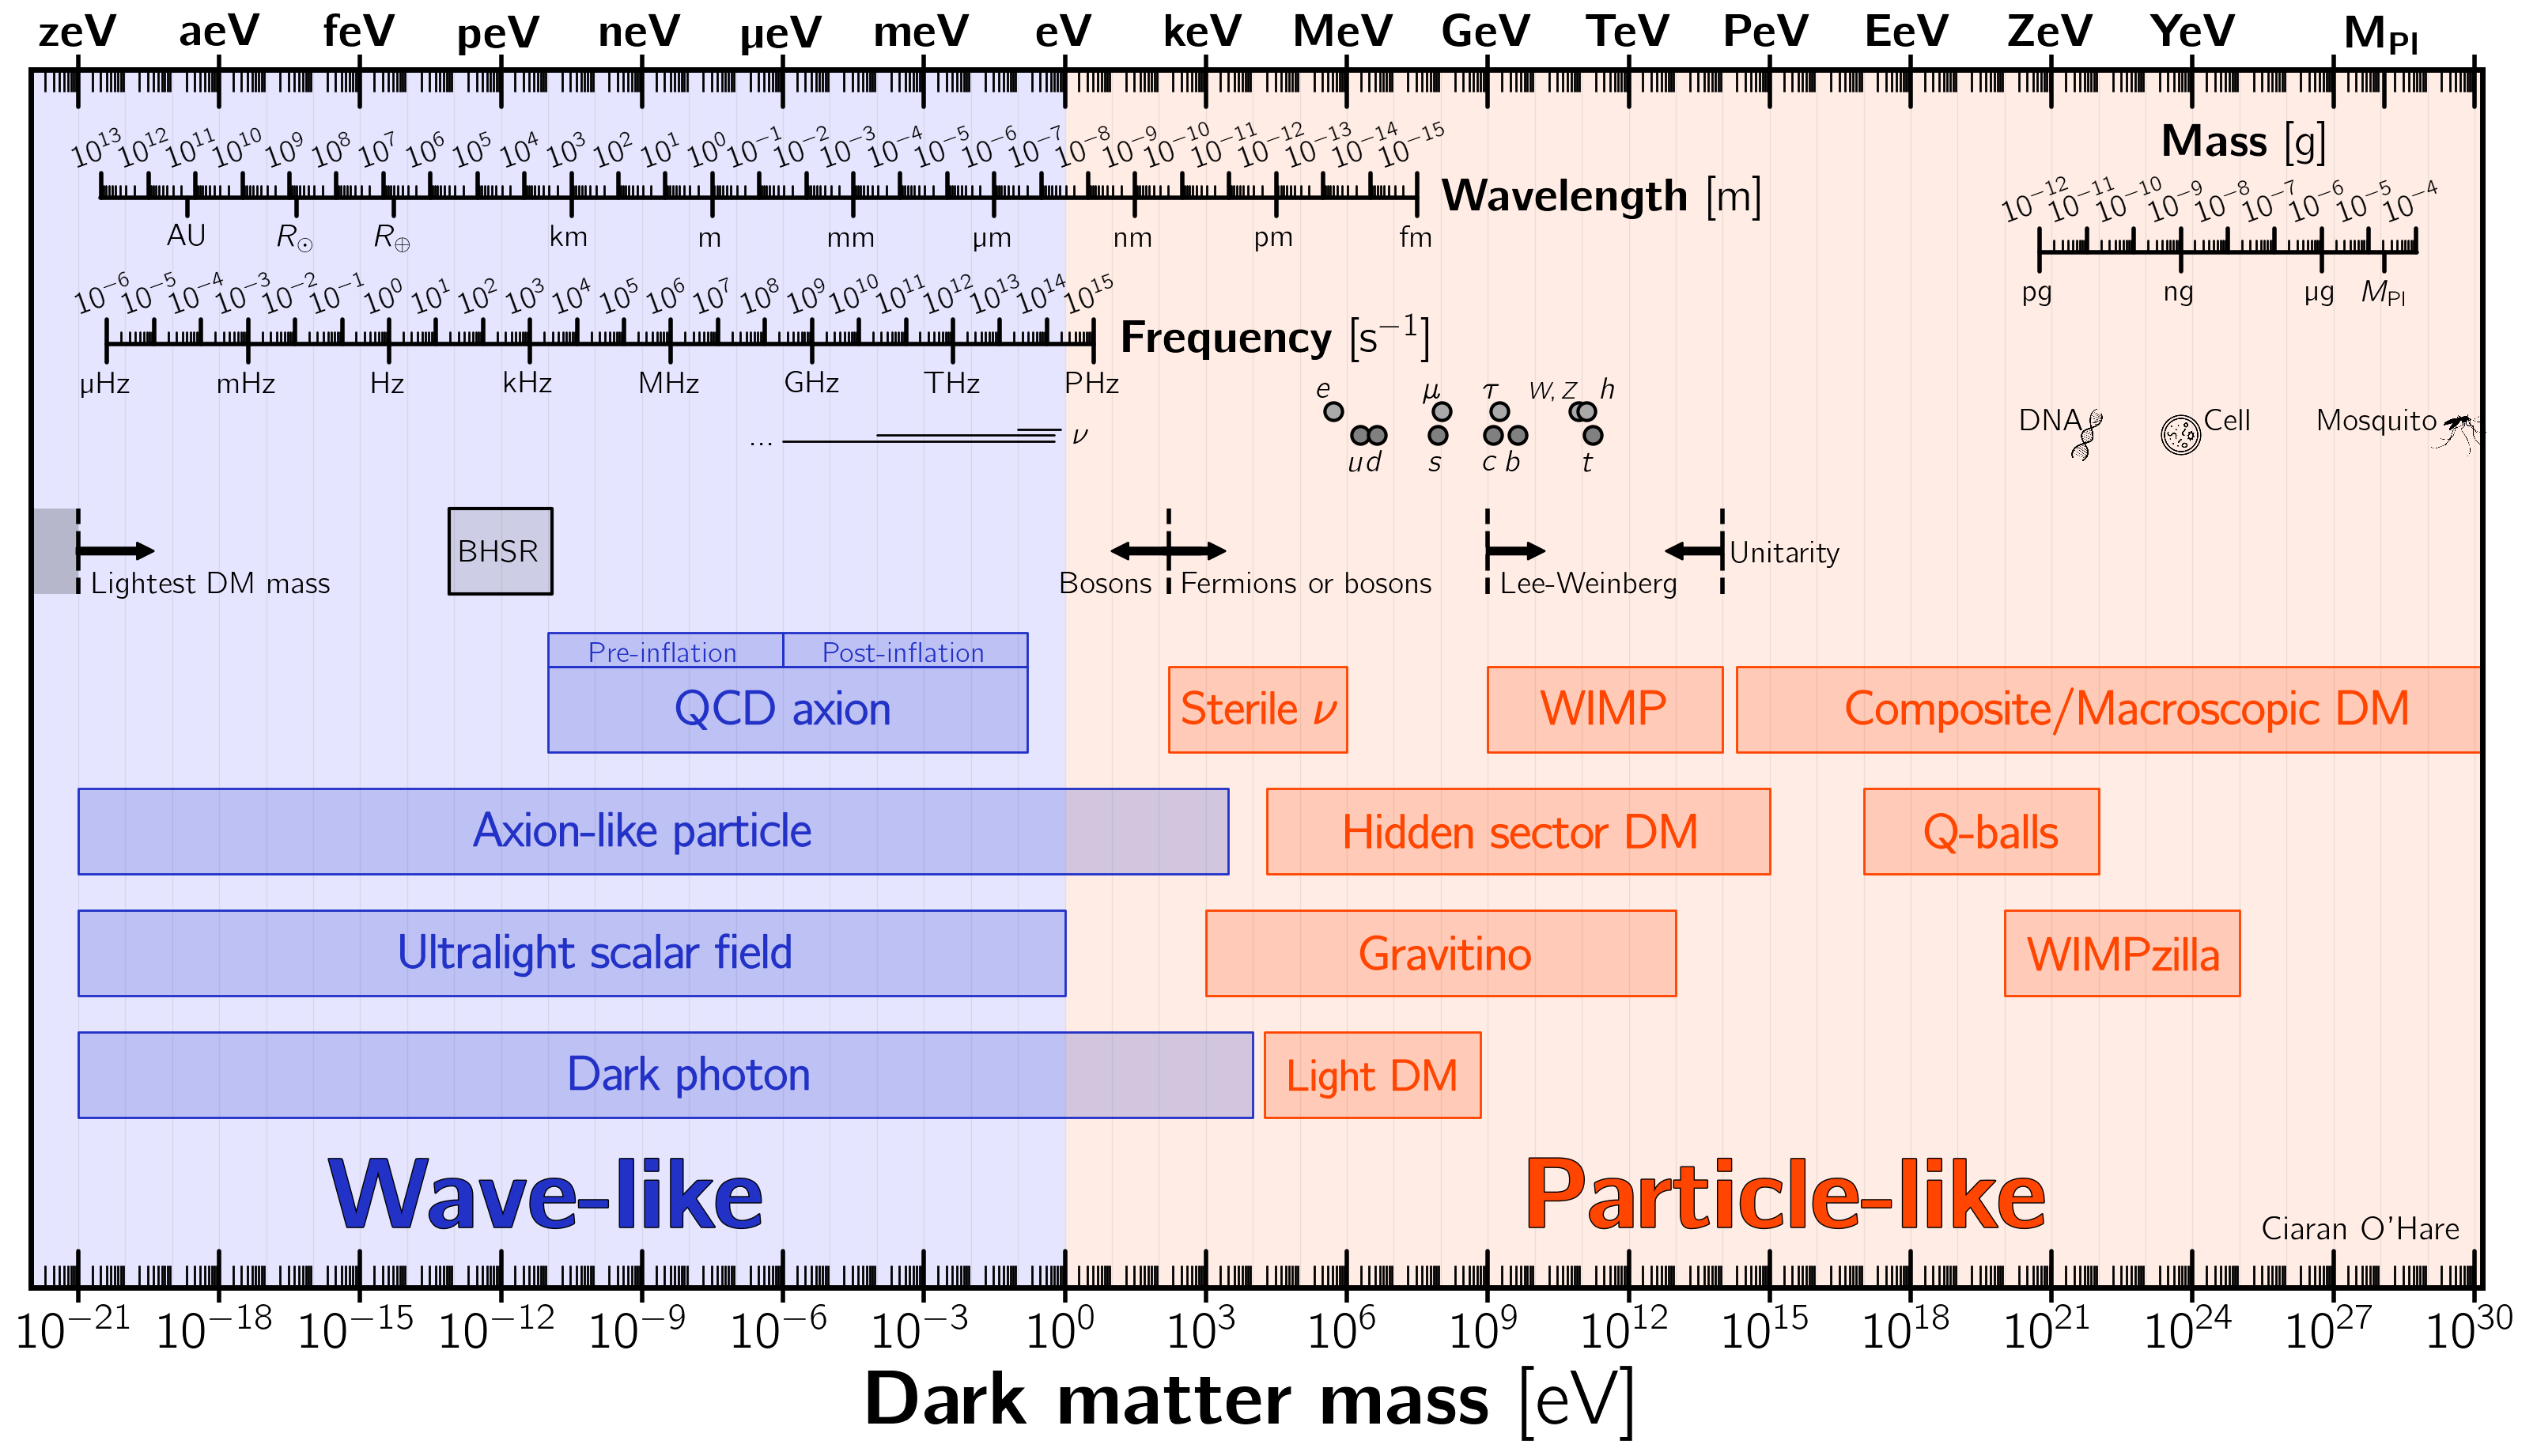 zeV aeV feV peV neV μeV meV eV keV MeV GeV TeV PeV EeV ZeV YeV M_Pl
10^13 10^12 10^11 10^10 10^9 10^8 10^7 10^6 10^5 10^4 10^3 10^2 10^1 10^0 10^−1 10^−2 10^−3 10^−4 10^−5 10^−6 10^−7 10^−8 10^−9 10^−10 10^−11 10^−12 10^−13 10^−14 10^−15
Wavelength [m]
AU R_⊙ R_⊕ km m mm μm nm pm fm
Mass [g]
10^−12 10^−11 10^−10 10^−9 10^−8 10^−7 10^−6 10^−5 10^−4
pg ng μg M_Pl
10^−6 10^−5 10^−4 10^−3 10^−2 10^−1 10^0 10^1 10^2 10^3 10^4 10^5 10^6 10^7 10^8 10^9 10^10 10^11 10^12 10^13 10^14 10^15
Frequency [s^−1]
μHz mHz Hz kHz MHz GHz THz PHz
e μ τ W, Z h
... ν
u d s c b t
DNA Cell Mosquito
Lightest DM mass
BHSR
Bosons Fermions or bosons
Lee-Weinberg
Unitarity
Pre-inflation Post-inflation
QCD axion
Sterile ν
WIMP
Composite/Macroscopic DM
Axion-like particle
Hidden sector DM
Q-balls
Ultralight scalar field
Gravitino
WIMPzilla
Dark photon
Light DM
Wave-like
Particle-like
Ciaran O'Hare
10^−21 10^−18 10^−15 10^−12 10^−9 10^−6 10^−3 10^0 10^3 10^6 10^9 10^12 10^15 10^18 10^21 10^24 10^27 10^30
Dark matter mass [eV]